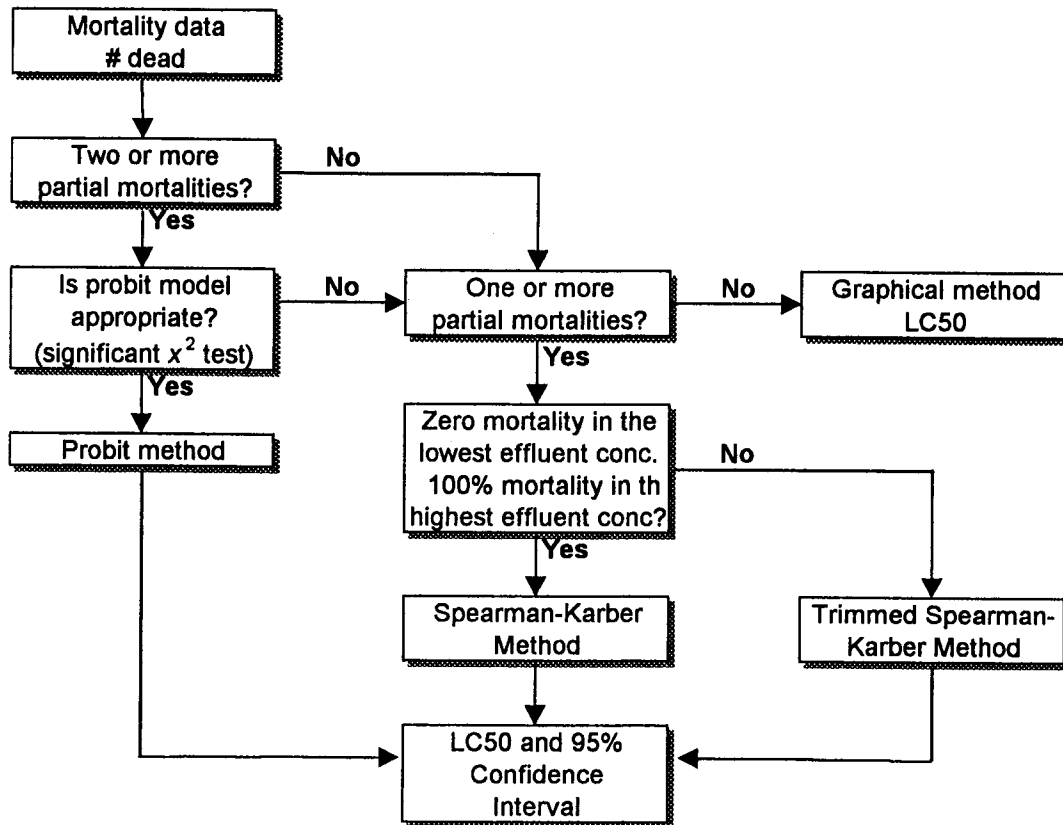 Mortality data
# dead
Two or more
partial mortalities?
No
Yes
Is probit model
appropriate?
(significant x² test)
No
One or more
partial mortalities?
No
Graphical method
LC50
Yes
Yes
Probit method
Zero mortality in the
lowest effluent conc.
100% mortality in th
highest effluent conc?
No
Yes
Spearman-Karber
Method
Trimmed Spearman-
Karber Method
LC50 and 95%
Confidence
Interval